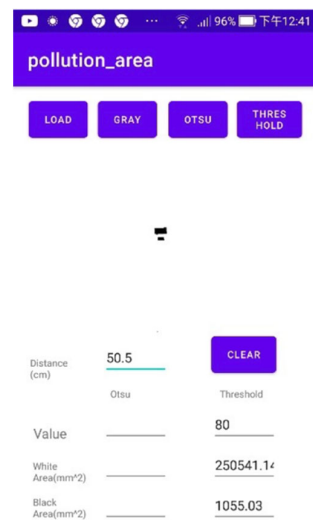 96% 下午12:41
pollution_area
LOAD GRAY OTSU THRES
HOLD
Distance
(cm) 50.5 CLEAR
Otsu Threshold
Value 80
White
Area(mm^2) 250541.14
Black
Area(mm^2) 1055.03